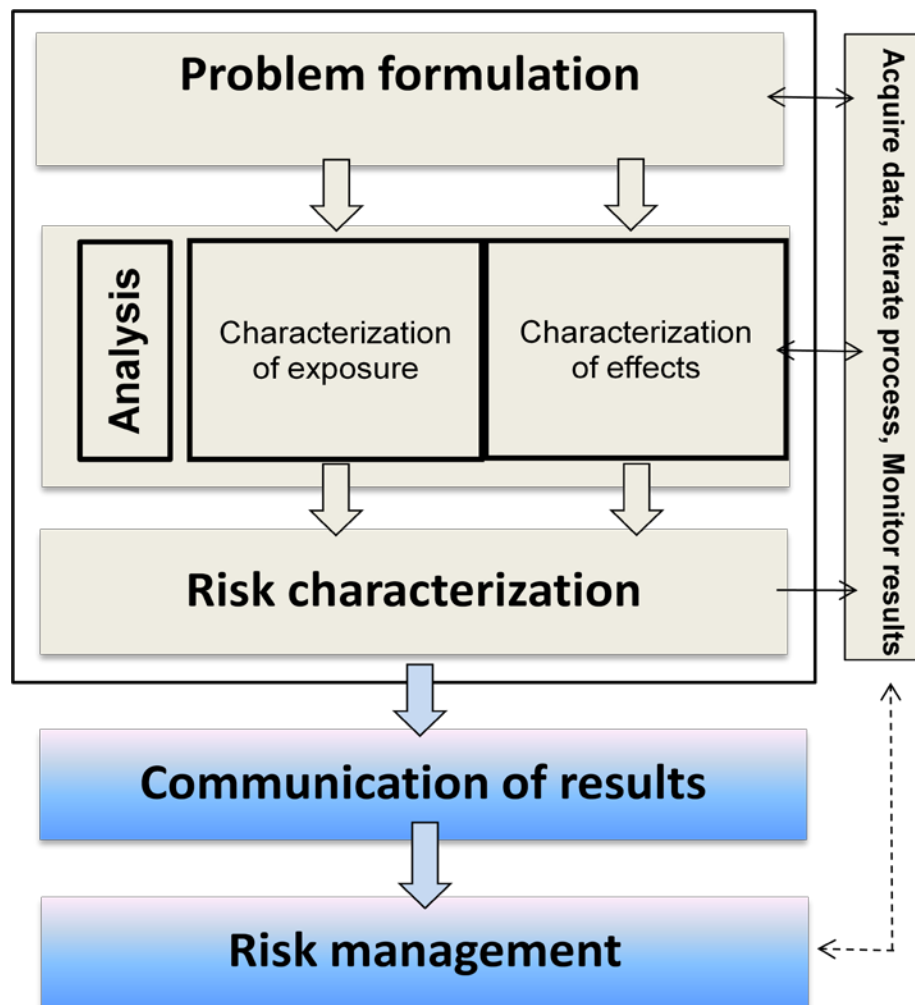 Problem formulation
Acquire data, Iterate process, Monitor results
Analysis
Characterization
of exposure
Characterization
of effects
Risk characterization
Communication of results
Risk management